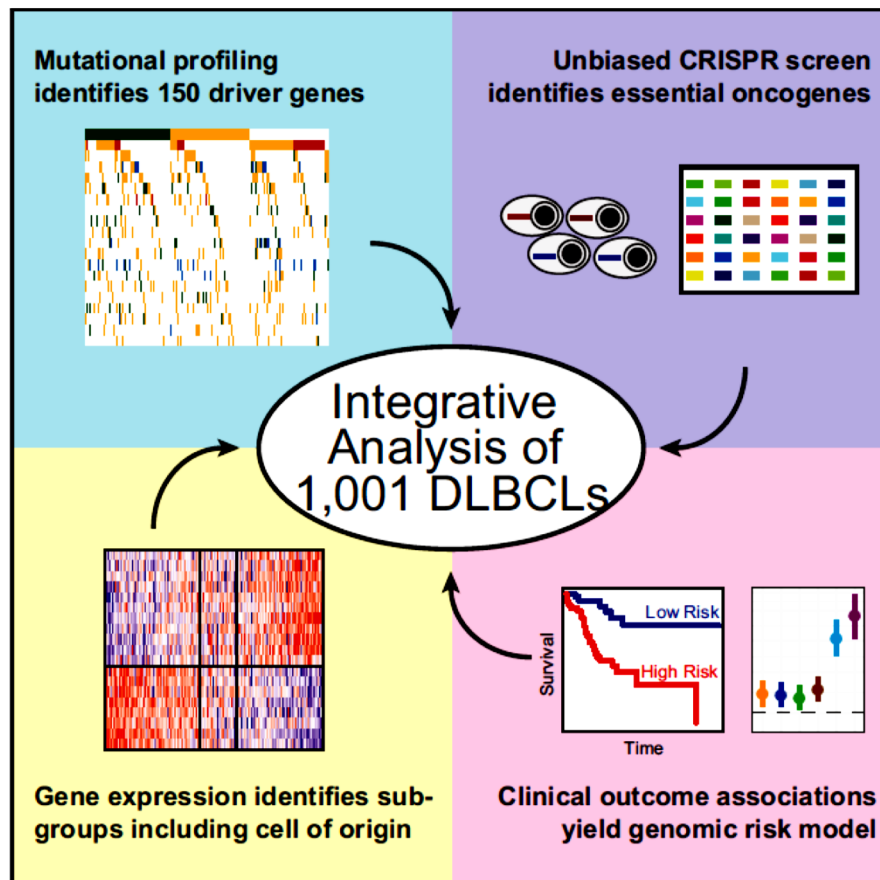 Mutational profiling
identifies 150 driver genes
Unbiased CRISPR screen
identifies essential oncogenes
Integrative
Analysis of
1,001 DLBCLs
Low Risk
High Risk
Survival
Time
Gene expression identifies sub-
groups including cell of origin
Clinical outcome associations
yield genomic risk model